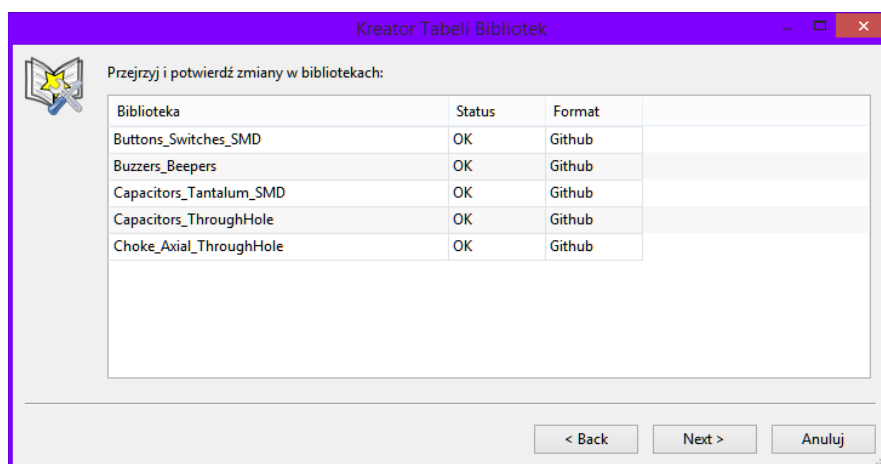 Kreator Tabeli Bibliotek
Przejrzyj i potwierdź zmiany w bibliotekach:
Biblioteka Status Format
Buttons_Switches_SMD OK Github
Buzzers_Beepers OK Github
Capacitors_Tantalum_SMD OK Github
Capacitors_ThroughHole OK Github
Choke_Axial_ThroughHole OK Github
< Back Next > Anuluj